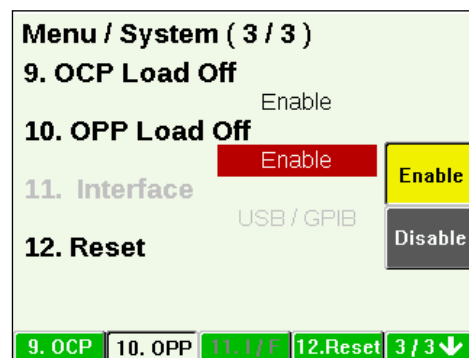 Menu / System ( 3 / 3 )
9. OCP Load Off
Enable
10. OPP Load Off
Enable
Enable
11. Interface
USB / GPIB
Disable
12. Reset
9. OCP 10. OPP 11. I / F 12.Reset 3 / 3